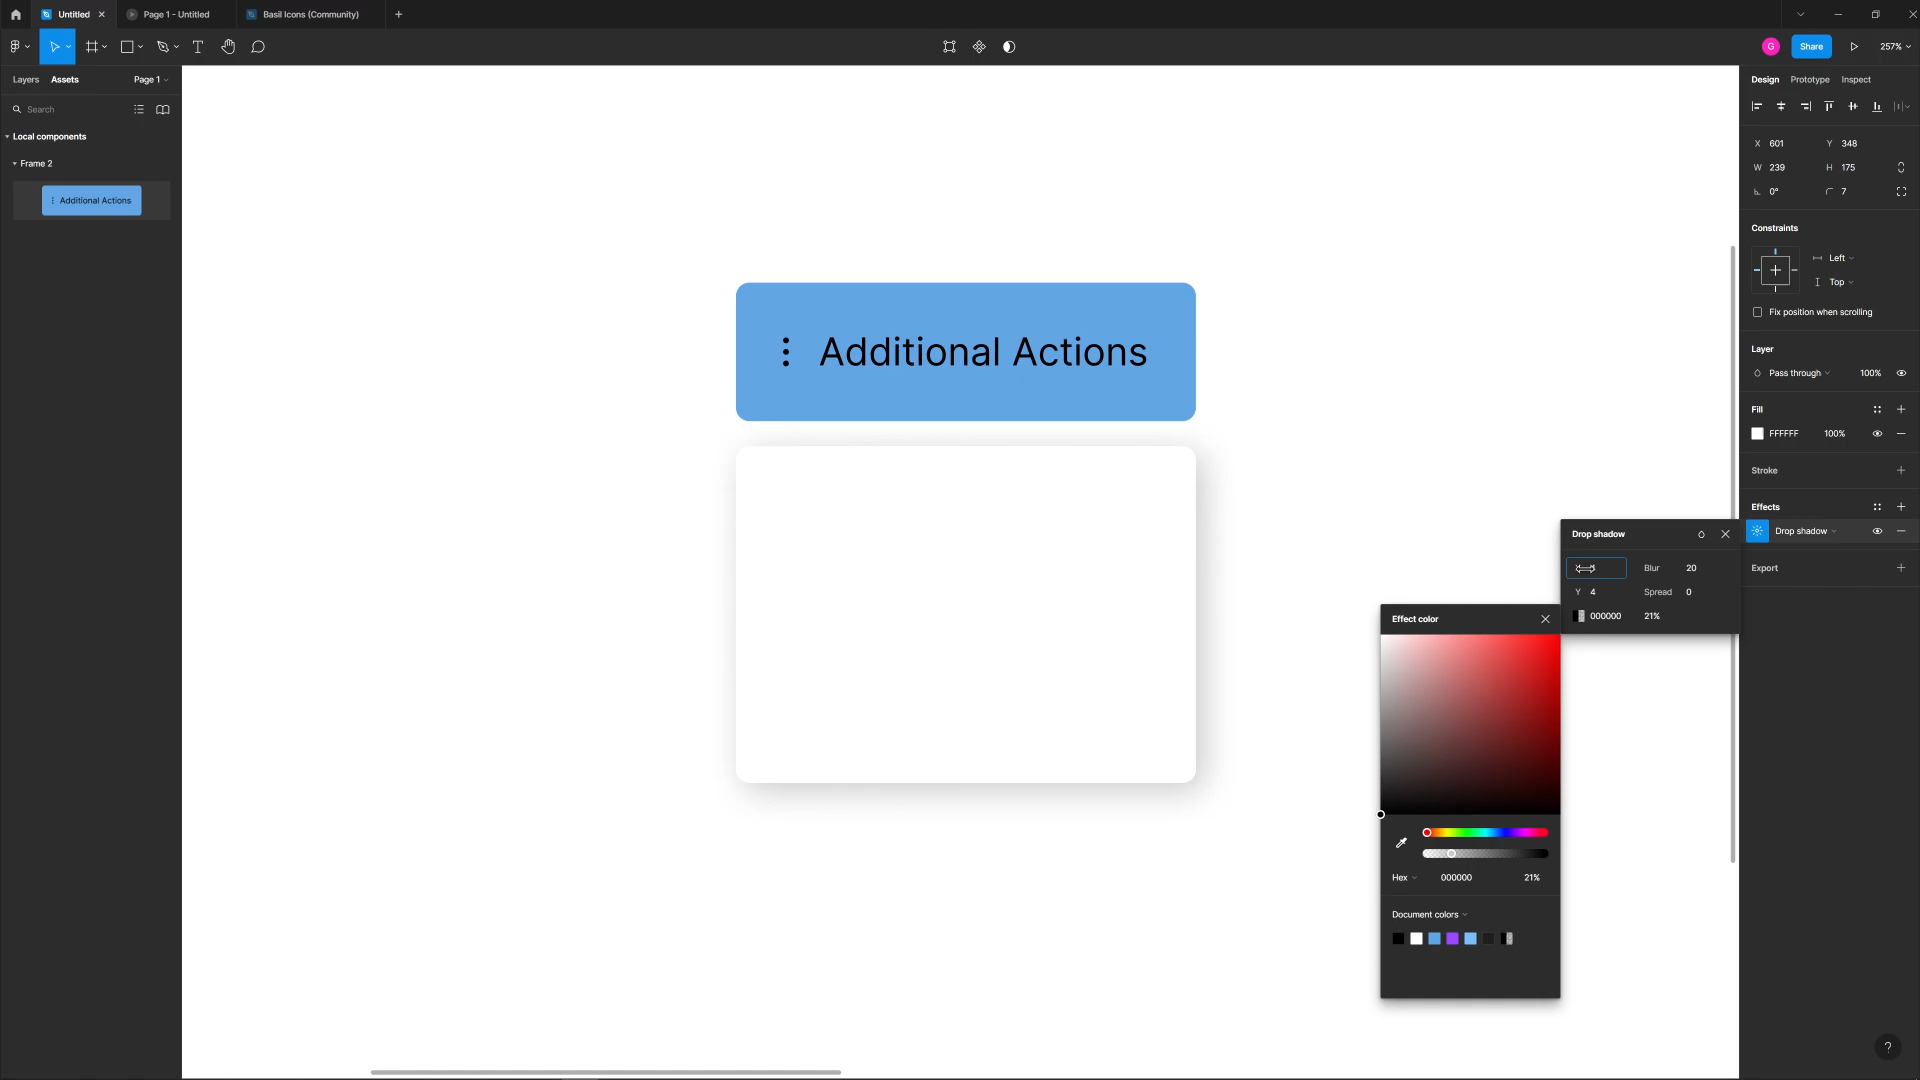 Untitled
Page 1 - Untitled
Basil Icons (Community)
G
Share
257%
Layers
Assets
Page 1
Search
Local components
Frame 2
Additional Actions
Additional Actions
Design
Prototype
Inspect
X 601
Y 348
W 239
H 175
0°
7
Constraints
Left
Top
Fix position when scrolling
Layer
Pass through
100%
Fill
FFFFFF
100%
Stroke
Effects
Drop shadow
Export
Drop shadow
Blur 20
Y 4
Spread 0
000000
21%
Effect color
Hex
000000
21%
Document colors
?